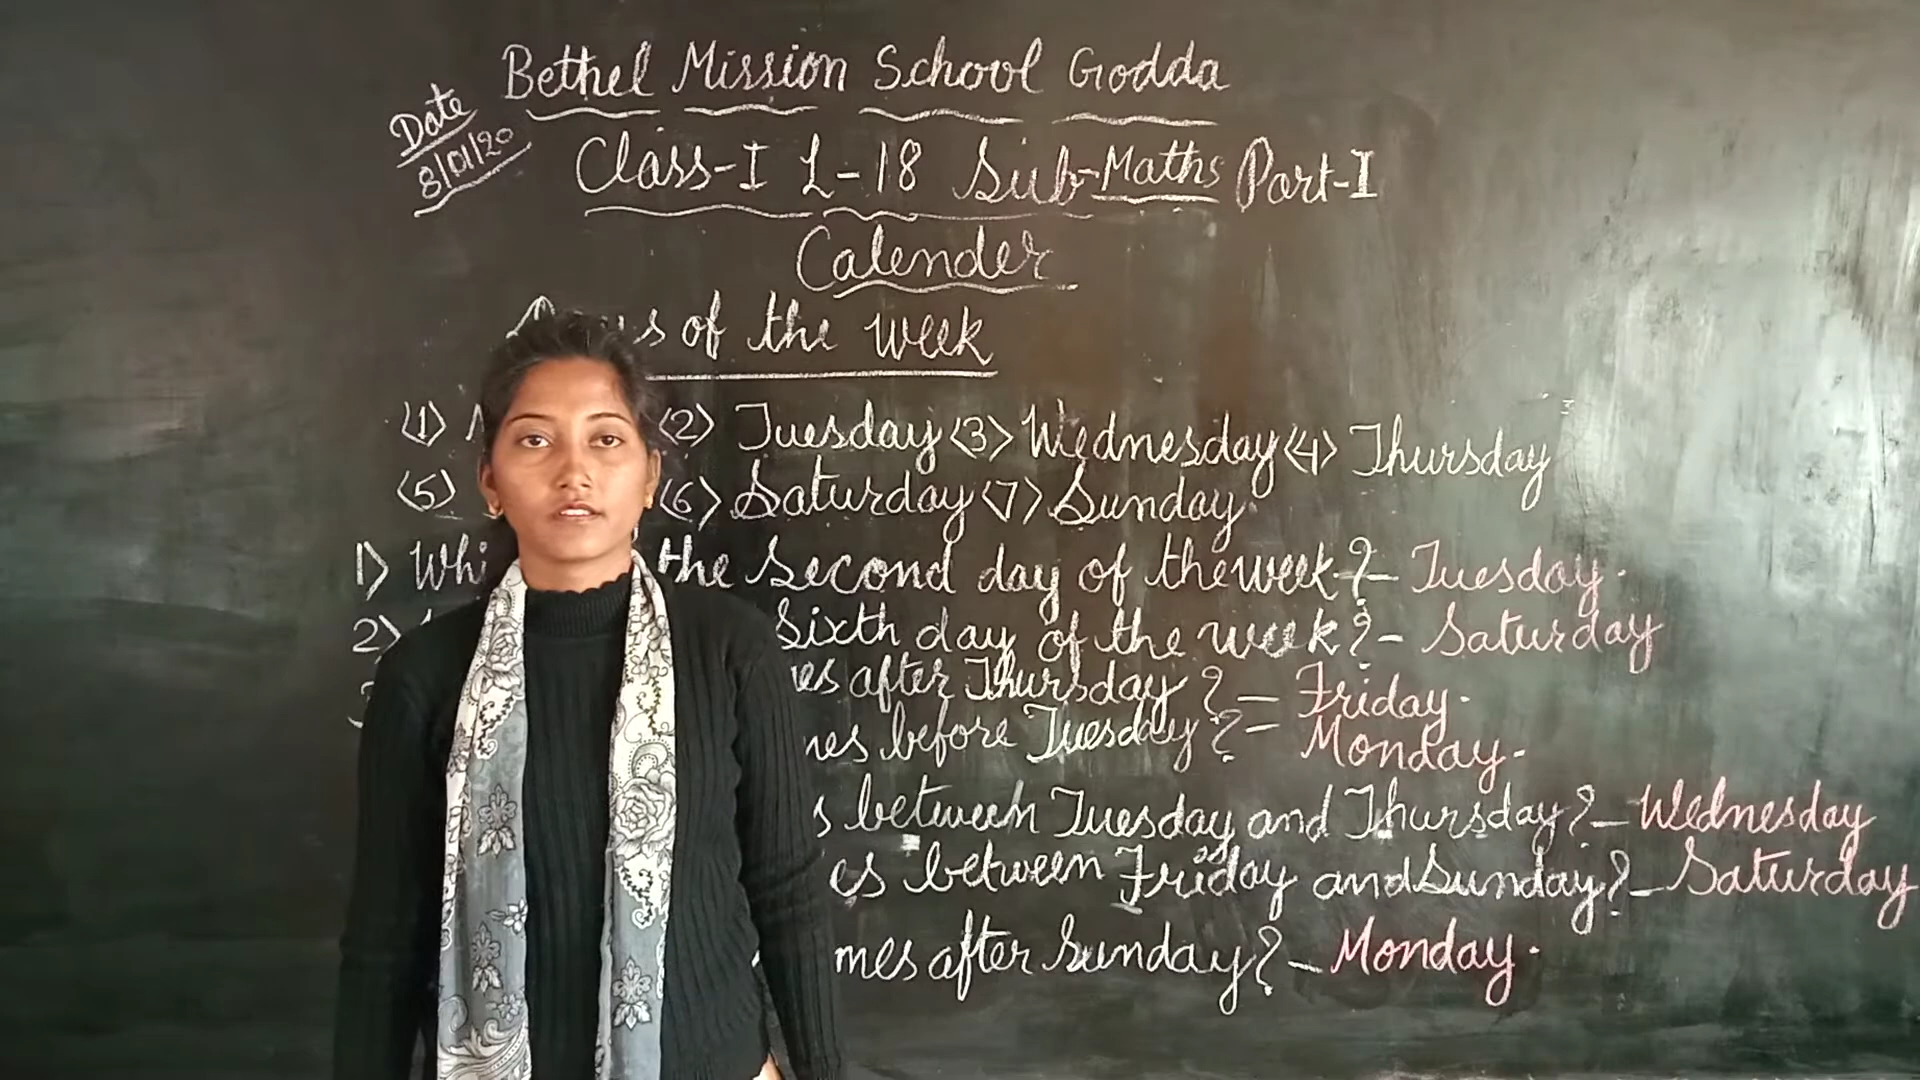 Bethel Mission School Godda
Date
8/01/20
Class-I L-18 Sub-Maths Part-I
Calender
of the week
<1> <2> Tuesday <3> Wednesday <4> Thursday
<5> <6> Saturday <7> Sunday
1) the second day of the week? - Tuesday.
2) Sixth day of the week? - Saturday
after Thursday? - Friday.
before Tuesday? - Monday.
between Tuesday and Thursday? - Wednesday
between Friday and Sunday? - Saturday
after Sunday? - Monday.